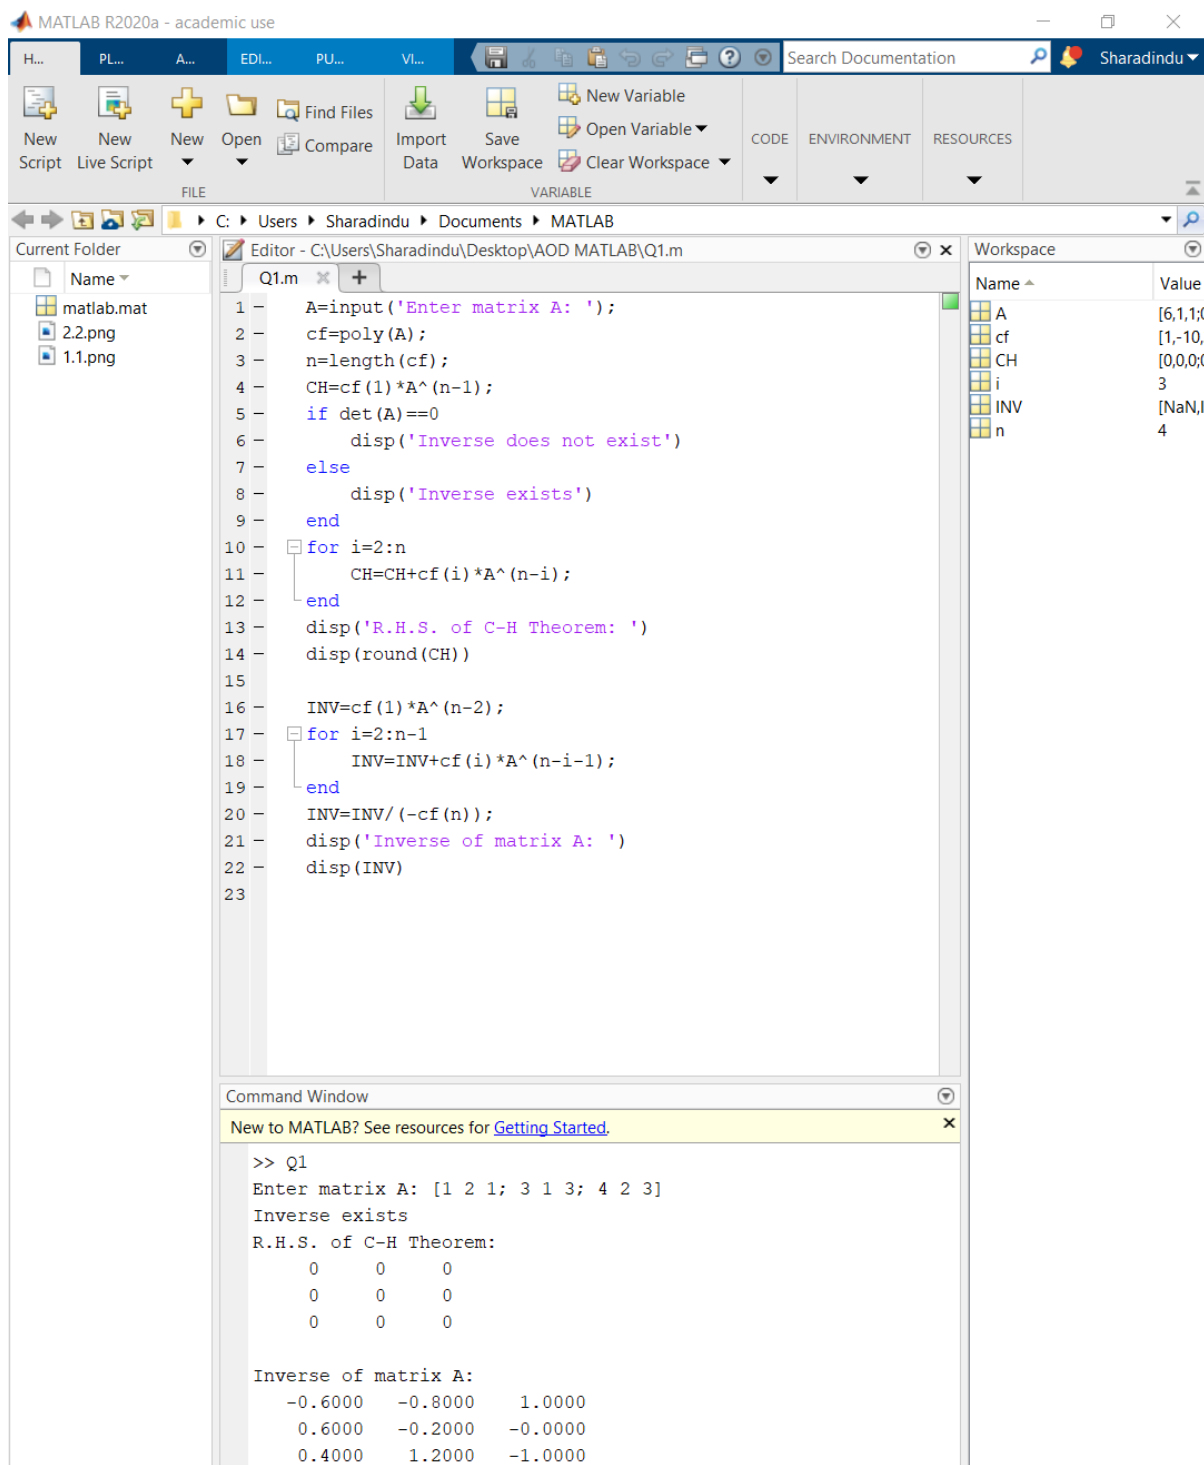 MATLAB R2020a - academic use
H... PL... A... EDI... PU... VI... Search Documentation Sharadindu
New Script New Live Script New Open Find Files Compare Import Data Save Workspace New Variable Open Variable Clear Workspace CODE ENVIRONMENT RESOURCES
FILE VARIABLE
C: Users Sharadindu Documents MATLAB
Current Folder
Name
matlab.mat
2.2.png
1.1.png
Editor - C:\Users\Sharadindu\Desktop\AOD MATLAB\Q1.m
Q1.m
1 – A=input('Enter matrix A: ');
2 – cf=poly(A);
3 – n=length(cf);
4 – CH=cf(1)*A^(n-1);
5 – if det(A)==0
6 – disp('Inverse does not exist')
7 – else
8 – disp('Inverse exists')
9 – end
10 – for i=2:n
11 – CH=CH+cf(i)*A^(n-i);
12 – end
13 – disp('R.H.S. of C-H Theorem: ')
14 – disp(round(CH))
15
16 – INV=cf(1)*A^(n-2);
17 – for i=2:n-1
18 – INV=INV+cf(i)*A^(n-i-1);
19 – end
20 – INV=INV/(-cf(n));
21 – disp('Inverse of matrix A: ')
22 – disp(INV)
23
Workspace
Name Value
A [6,1,1;0
cf [1,-10,
CH [0,0,0;0
i 3
INV [NaN,I
n 4
Command Window
New to MATLAB? See resources for Getting Started.
>> Q1
Enter matrix A: [1 2 1; 3 1 3; 4 2 3]
Inverse exists
R.H.S. of C-H Theorem:
0 0 0
0 0 0
0 0 0
Inverse of matrix A:
-0.6000 -0.8000 1.0000
0.6000 -0.2000 -0.0000
0.4000 1.2000 -1.0000